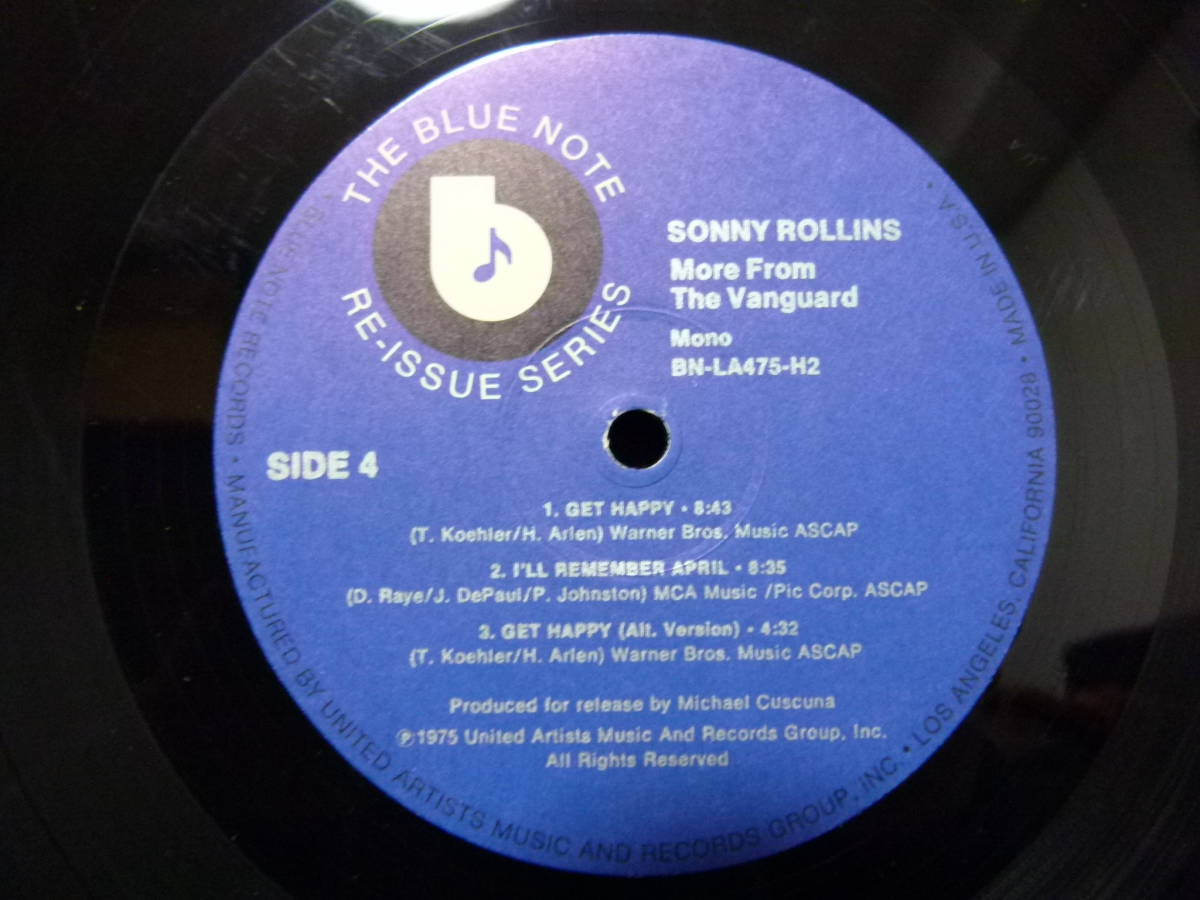 THE BLUE NOTE
RE-ISSUE SERIES
b
SONNY ROLLINS
More From
The Vanguard
Mono
BN-LA475-H2
SIDE 4
1. GET HAPPY • 8:43
(T. Koehler/H. Arlen) Warner Bros. Music ASCAP
2. I'LL REMEMBER APRIL • 8:35
(D. Raye/J. DePaul/P. Johnston) MCA Music /Pic Corp. ASCAP
3. GET HAPPY (Alt. Version) • 4:32
(T. Koehler/H. Arlen) Warner Bros. Music ASCAP
Produced for release by Michael Cuscuna
℗1975 United Artists Music And Records Group, Inc.
All Rights Reserved
• BLUE NOTE RECORDS • MANUFACTURED BY UNITED ARTISTS MUSIC AND RECORDS GROUP, INC. • LOS ANGELES, CALIFORNIA 90028 • MADE IN U.S.A. •